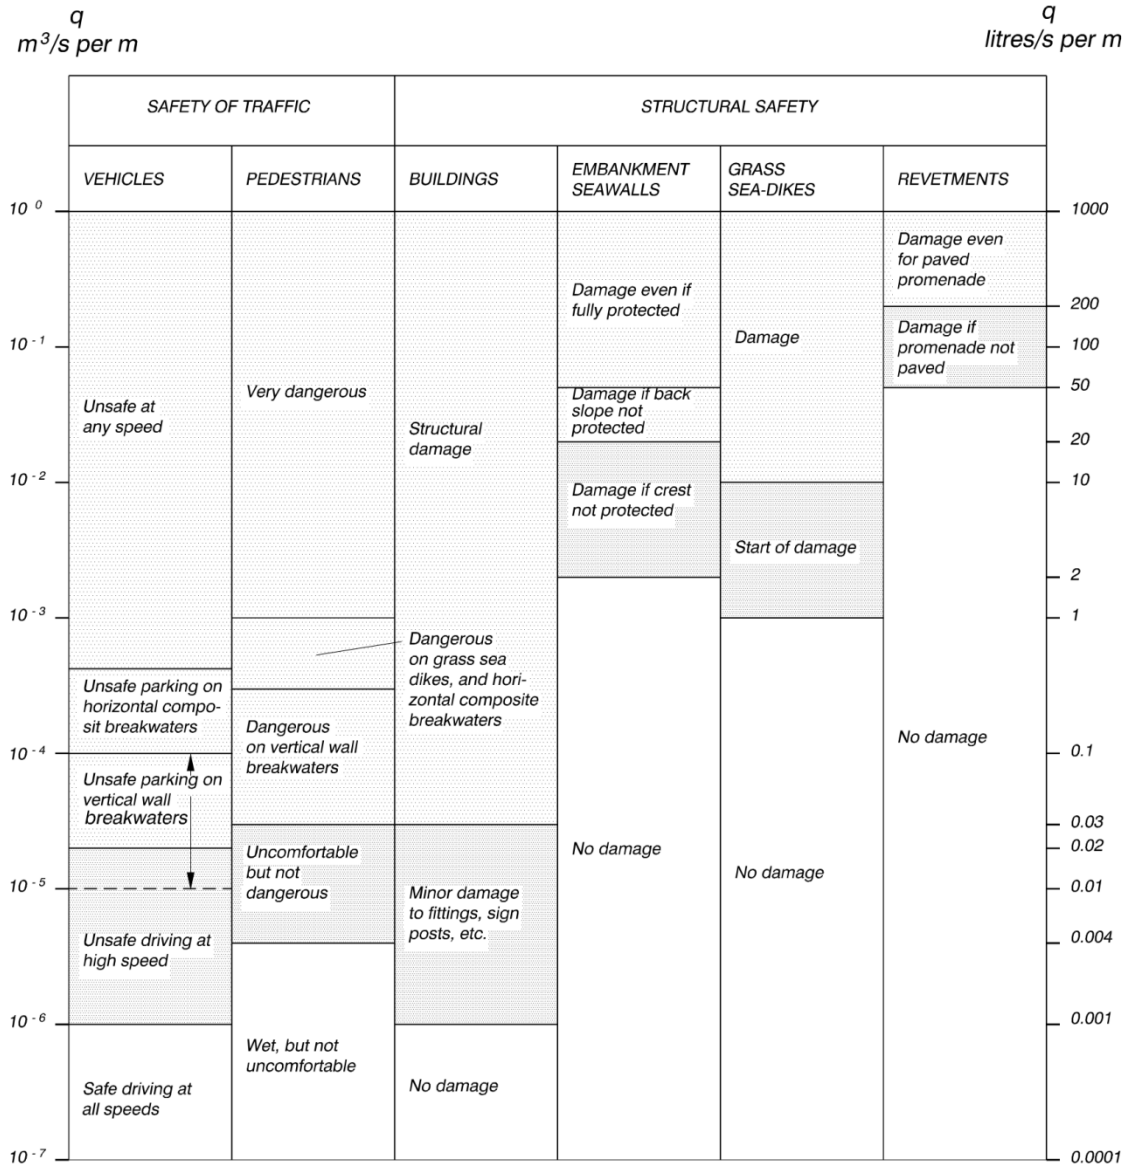 q
m³/s per m
q
litres/s per m
SAFETY OF TRAFFIC
STRUCTURAL SAFETY
VEHICLES
PEDESTRIANS
BUILDINGS
EMBANKMENT
SEAWALLS
GRASS
SEA-DIKES
REVETMENTS
10⁰
10⁻¹
10⁻²
10⁻³
10⁻⁴
10⁻⁵
10⁻⁶
10⁻⁷
Unsafe at
any speed
Unsafe parking on
horizontal compo-
sit breakwaters
Unsafe parking on
vertical wall
breakwaters
Unsafe driving at
high speed
Safe driving at
all speeds
Very dangerous
Dangerous
on grass sea
dikes, and hori-
zontal composite
breakwaters
Dangerous
on vertical wall
breakwaters
Uncomfortable
but not
dangerous
Wet, but not
uncomfortable
Structural
damage
Minor damage
to fittings, sign
posts, etc.
No damage
Damage even if
fully protected
Damage if back
slope not
protected
Damage if crest
not protected
No damage
Damage
Start of damage
No damage
Damage even
for paved
promenade
Damage if
promenade not
paved
No damage
1000
200
100
50
20
10
2
1
0.1
0.03
0.02
0.01
0.004
0.001
0.0001